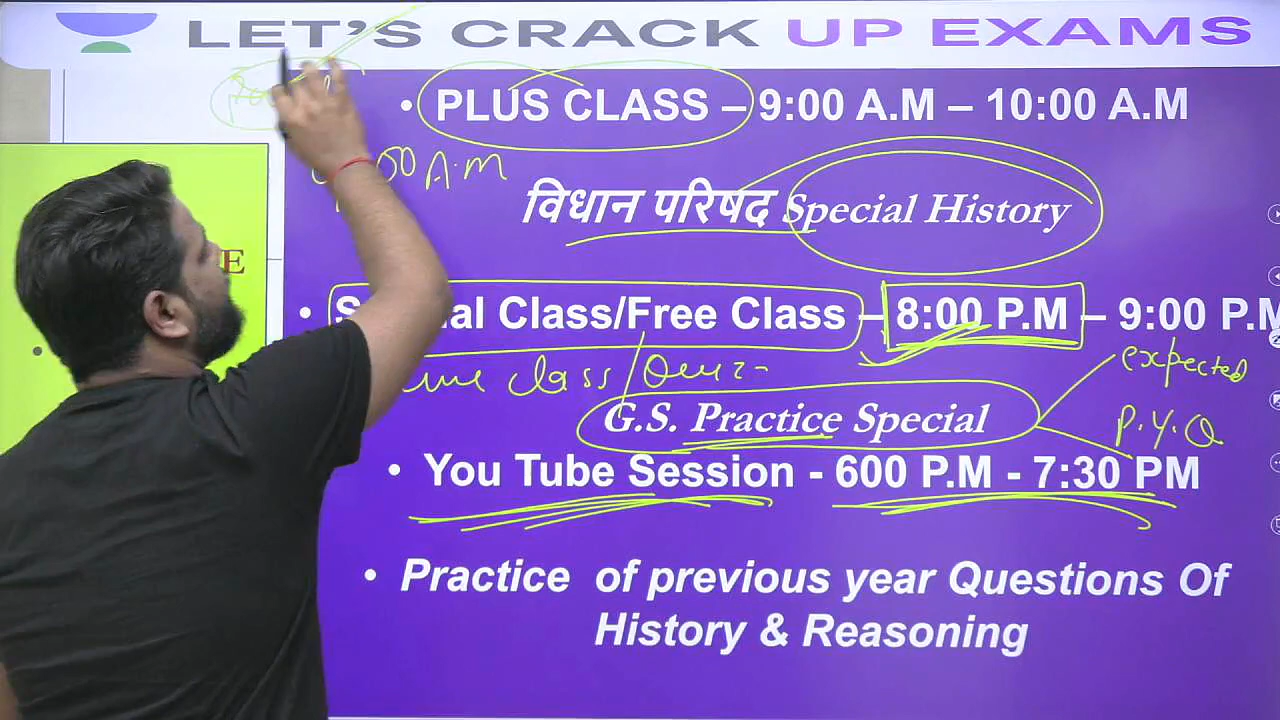 LET'S CRACK UP EXAMS
• PLUS CLASS – 9:00 A.M – 10:00 A.M
00 A.M
विधान परिषद Special History
E
• S al Class/Free Class – 8:00 P.M – 9:00 P.M
expected
class/
G.S. Practice Special
P.Y.Q
• You Tube Session - 600 P.M - 7:30 PM
• Practice of previous year Questions Of
History & Reasoning